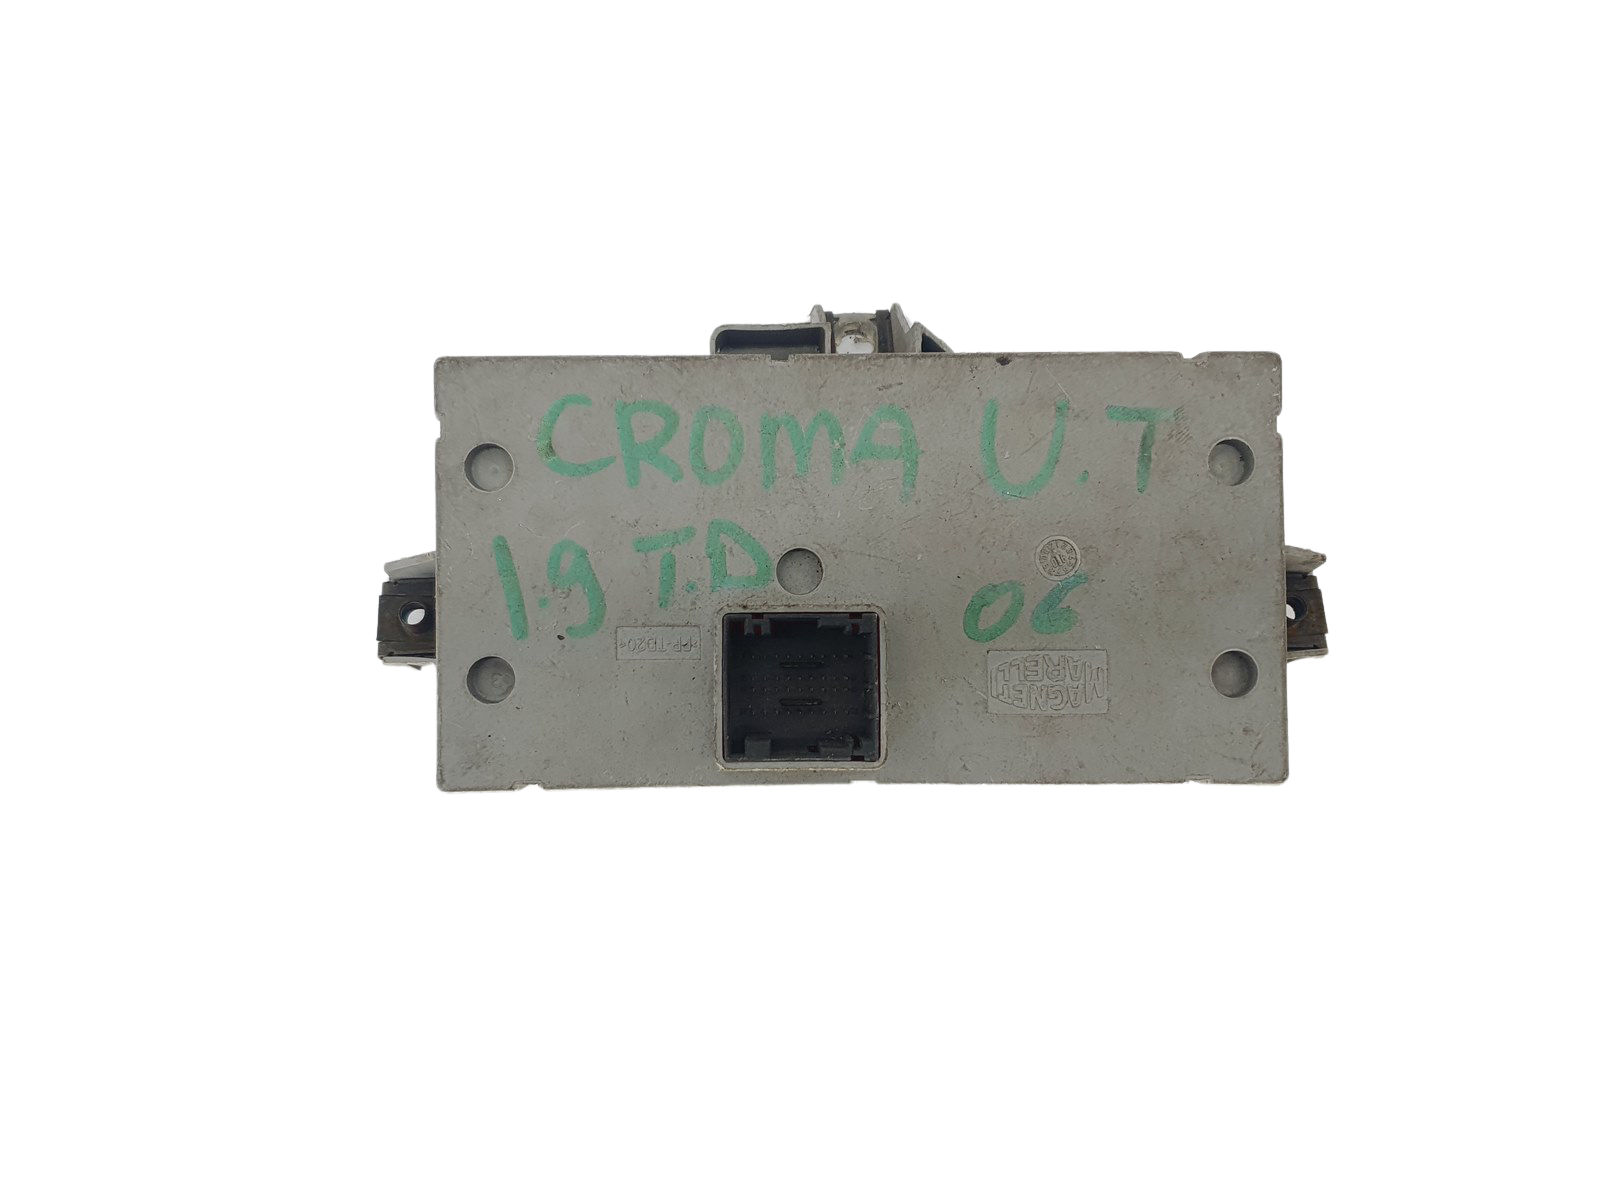 CROMA U.T
1.9 T.D
06
>PP-TD20<
MAGNETI
MARELLI